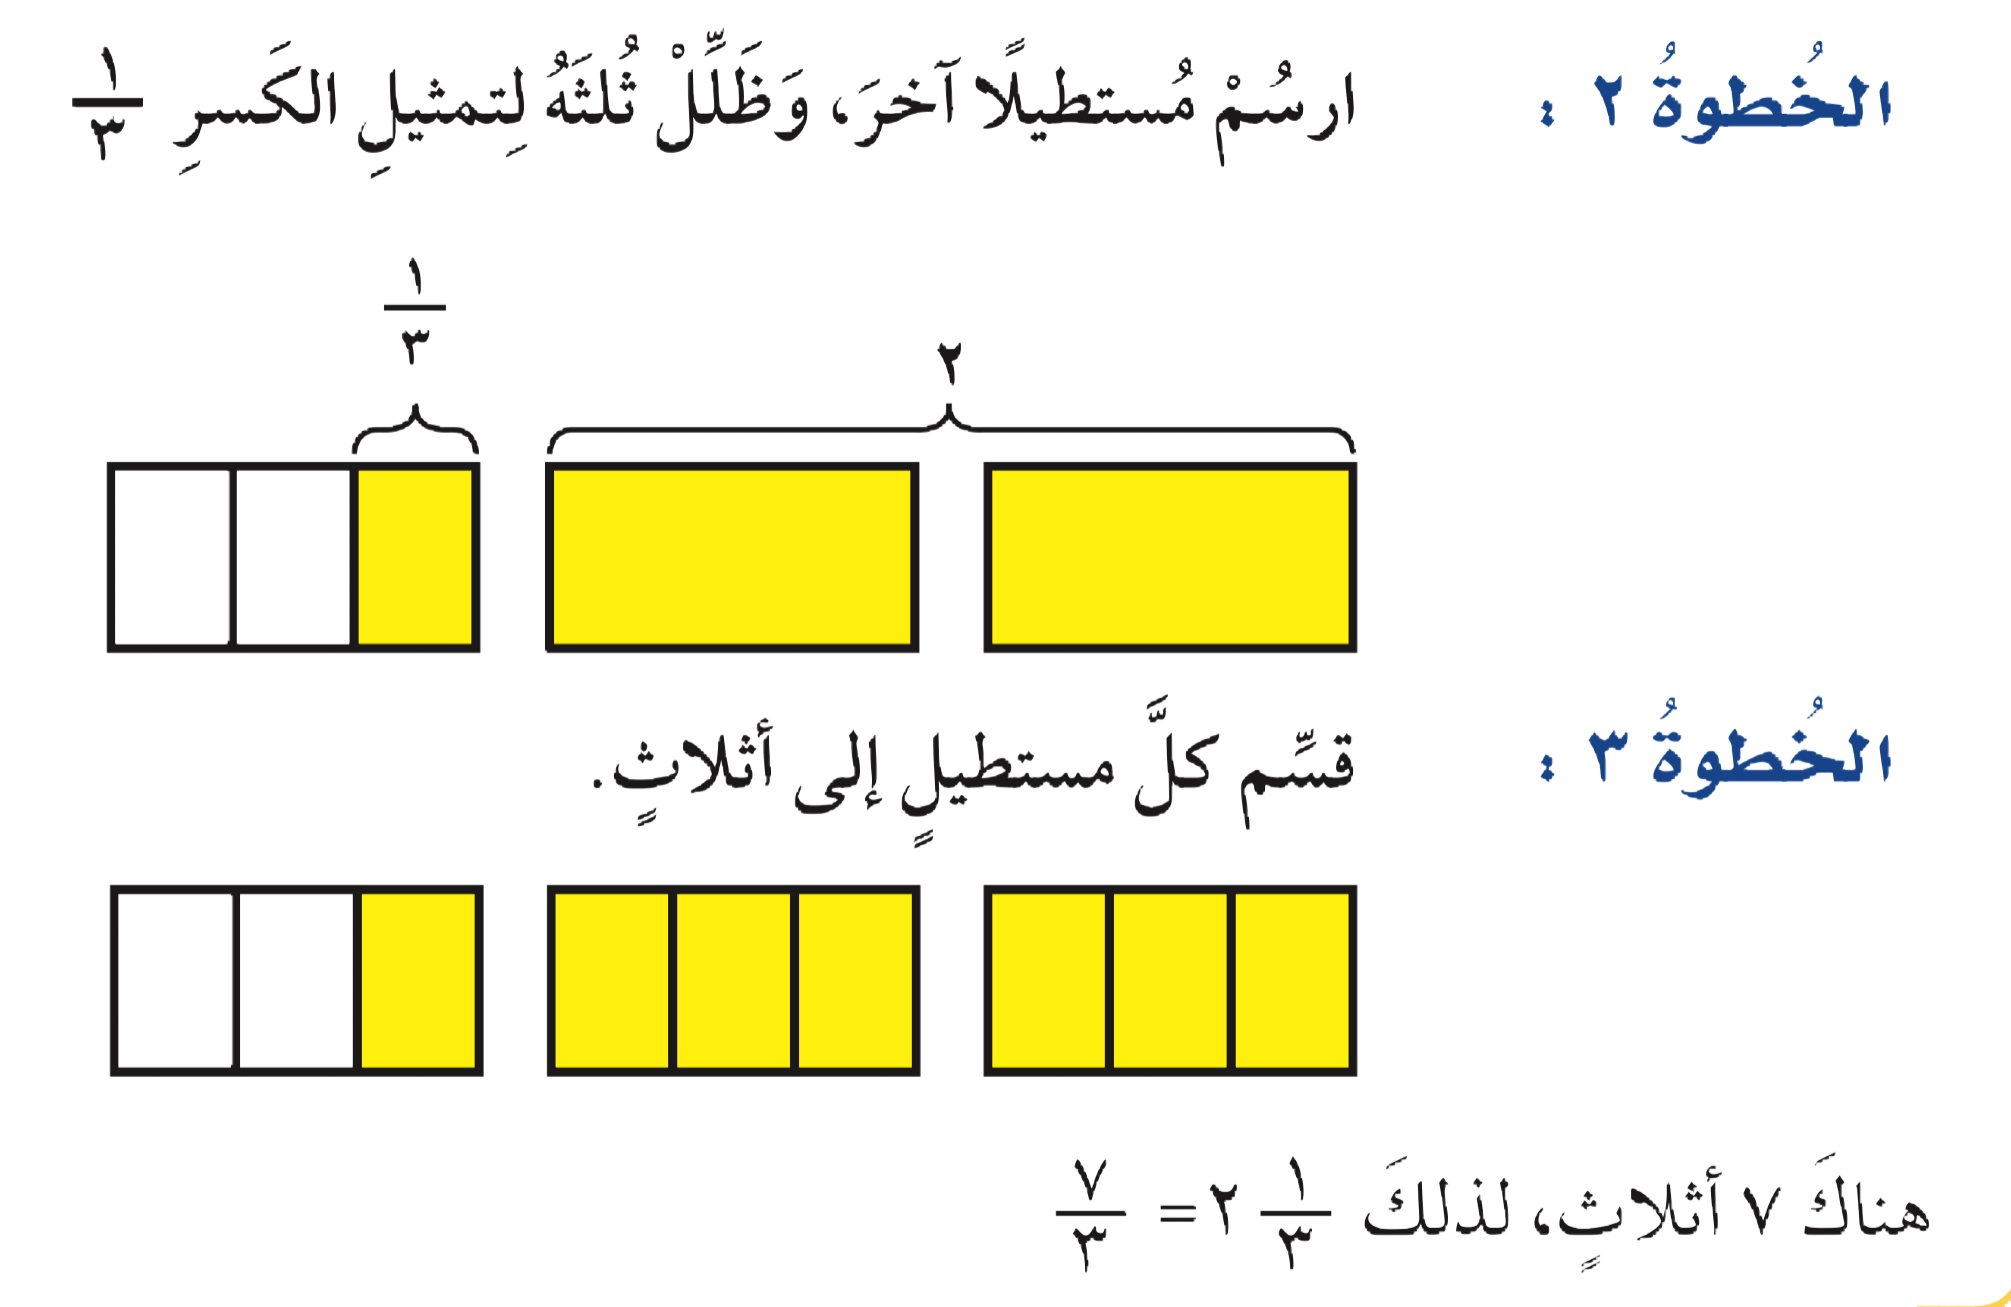 الخُطوةُ ٢ : ارسُمْ مُستطيلًا آخرَ، وَظَلِّلْ ثُلثَهُ لِتمثيلِ الكَسرِ ١/٣
١/٣
٢
الخُطوةُ ٣ : قسِّم كلَّ مستطيلٍ إلى أثلاثٍ.
هناكَ ٧ أثلاثٍ، لذلكَ ٢ ١/٣ = ٧/٣